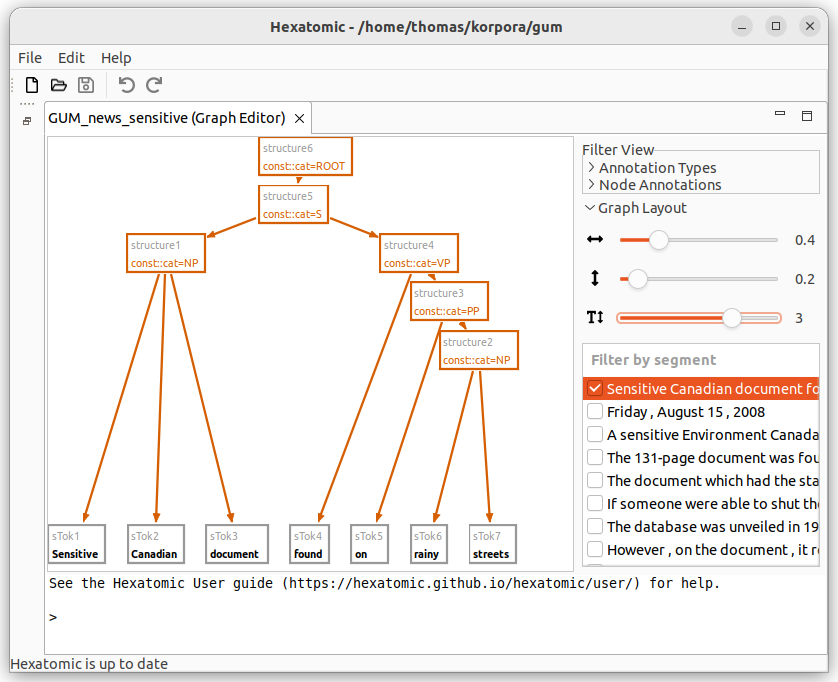 Hexatomic - /home/thomas/korpora/gum
File Edit Help
GUM_news_sensitive (Graph Editor)
structure6
const::cat=ROOT
structure5
const::cat=S
structure1
const::cat=NP
structure4
const::cat=VP
structure3
const::cat=PP
structure2
const::cat=NP
sTok1 sTok2 sTok3 sTok4 sTok5 sTok6 sTok7
Sensitive Canadian document found on rainy streets
Filter View
Annotation Types
Node Annotations
Graph Layout
0.4
0.2
T 3
Filter by segment
Sensitive Canadian document fo
Friday , August 15 , 2008
A sensitive Environment Canada
The 131-page document was fou
The document which had the sta
If someone were able to shut the
The database was unveiled in 19
However , on the document , it r
See the Hexatomic User guide (https://hexatomic.github.io/hexatomic/user/) for help.
>
Hexatomic is up to date